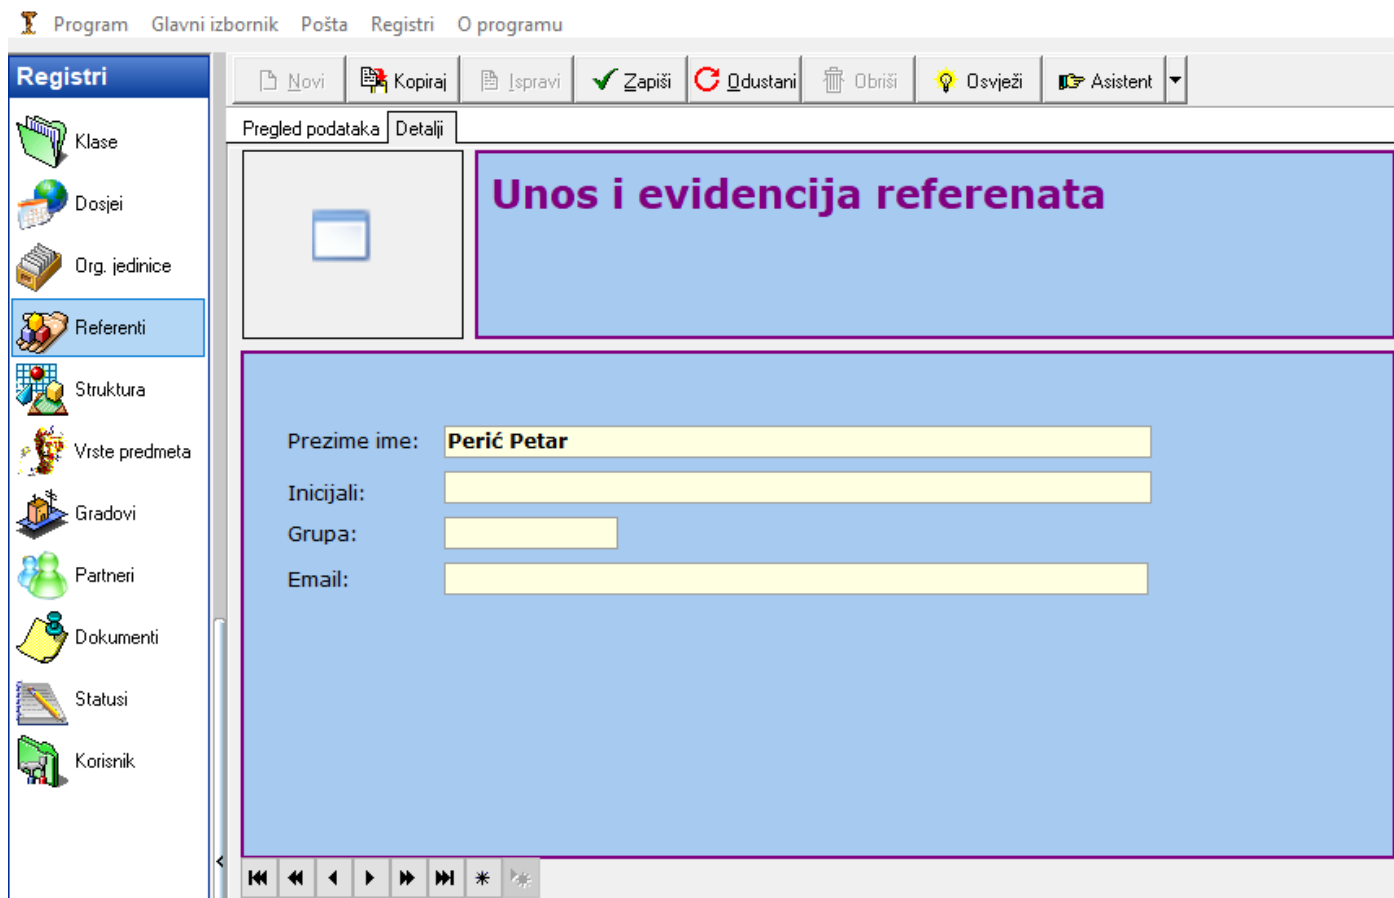 Program Glavni izbornik Pošta Registri O programu
Registri
Novi Kopiraj Ispravi Zapiši Odustani Obriši Osvježi Asistent
Pregled podataka Detalji
Klase
Dosjei
Org. jedinice
Referenti
Struktura
Vrste predmeta
Gradovi
Partneri
Dokumenti
Statusi
Korisnik
Unos i evidencija referenata
Prezime ime: Perić Petar
Inicijali:
Grupa:
Email: